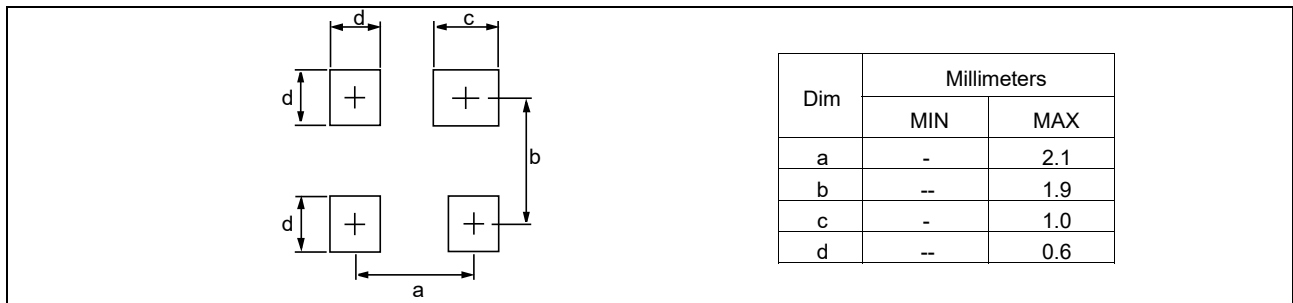 d
c
d
b
d
a
Dim Millimeters
MIN MAX
a - 2.1
b -- 1.9
c - 1.0
d -- 0.6